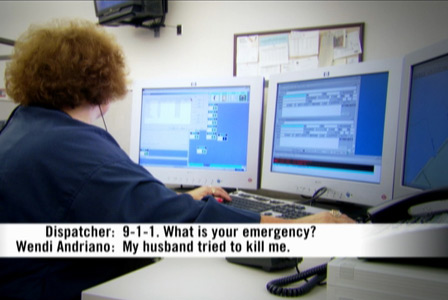 Dispatcher: 9-1-1. What is your emergency?
Wendi Andriano: My husband tried to kill me.